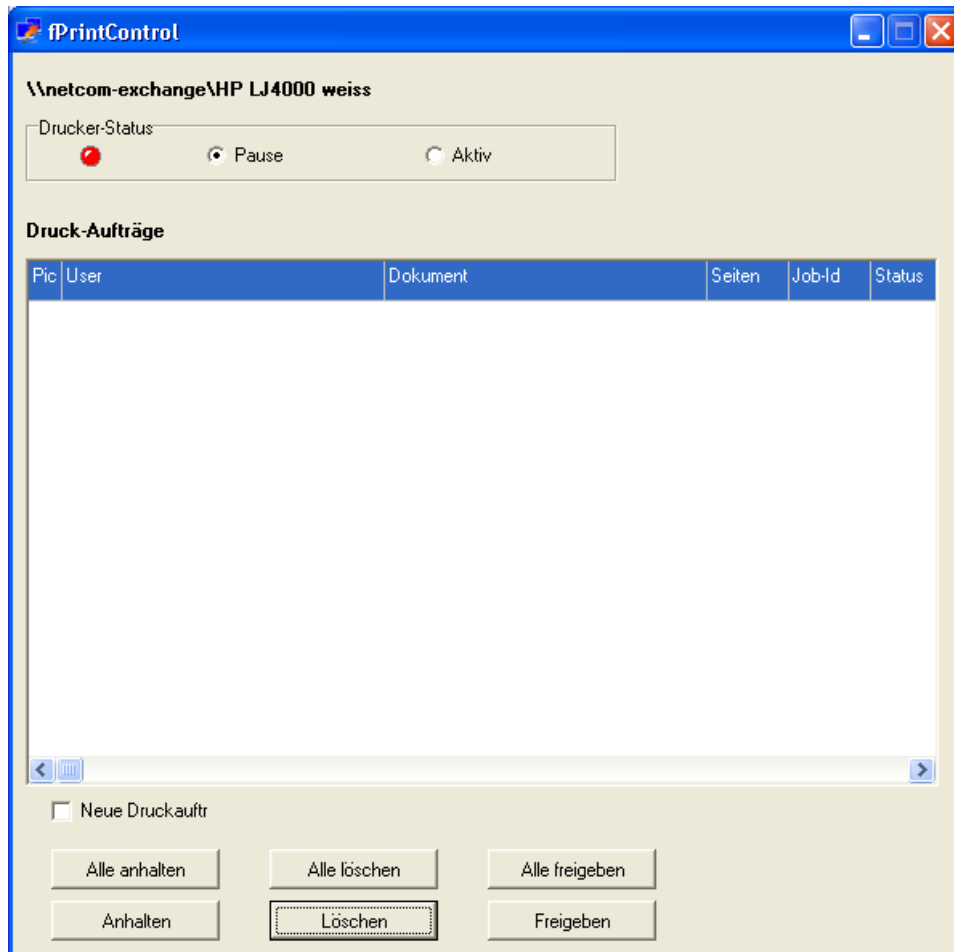 fPrintControl
\\netcom-exchange\HP LJ4000 weiss
Drucker-Status
Pause Aktiv
Druck-Aufträge
Pic User Dokument Seiten Job-Id Status
Neue Druckauftr
Alle anhalten Alle löschen Alle freigeben
Anhalten Löschen Freigeben